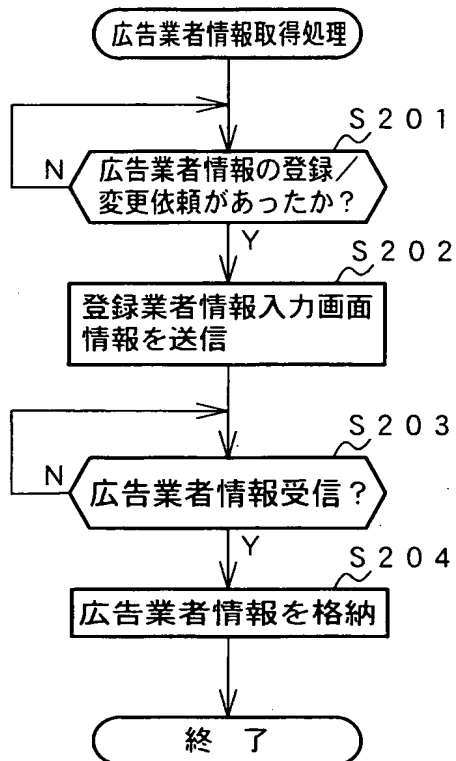 広告業者情報取得処理
S201
N
広告業者情報の登録／
変更依頼があったか？
Y
S202
登録業者情報入力画面
情報を送信
S203
N
広告業者情報受信？
Y
S204
広告業者情報を格納
終了